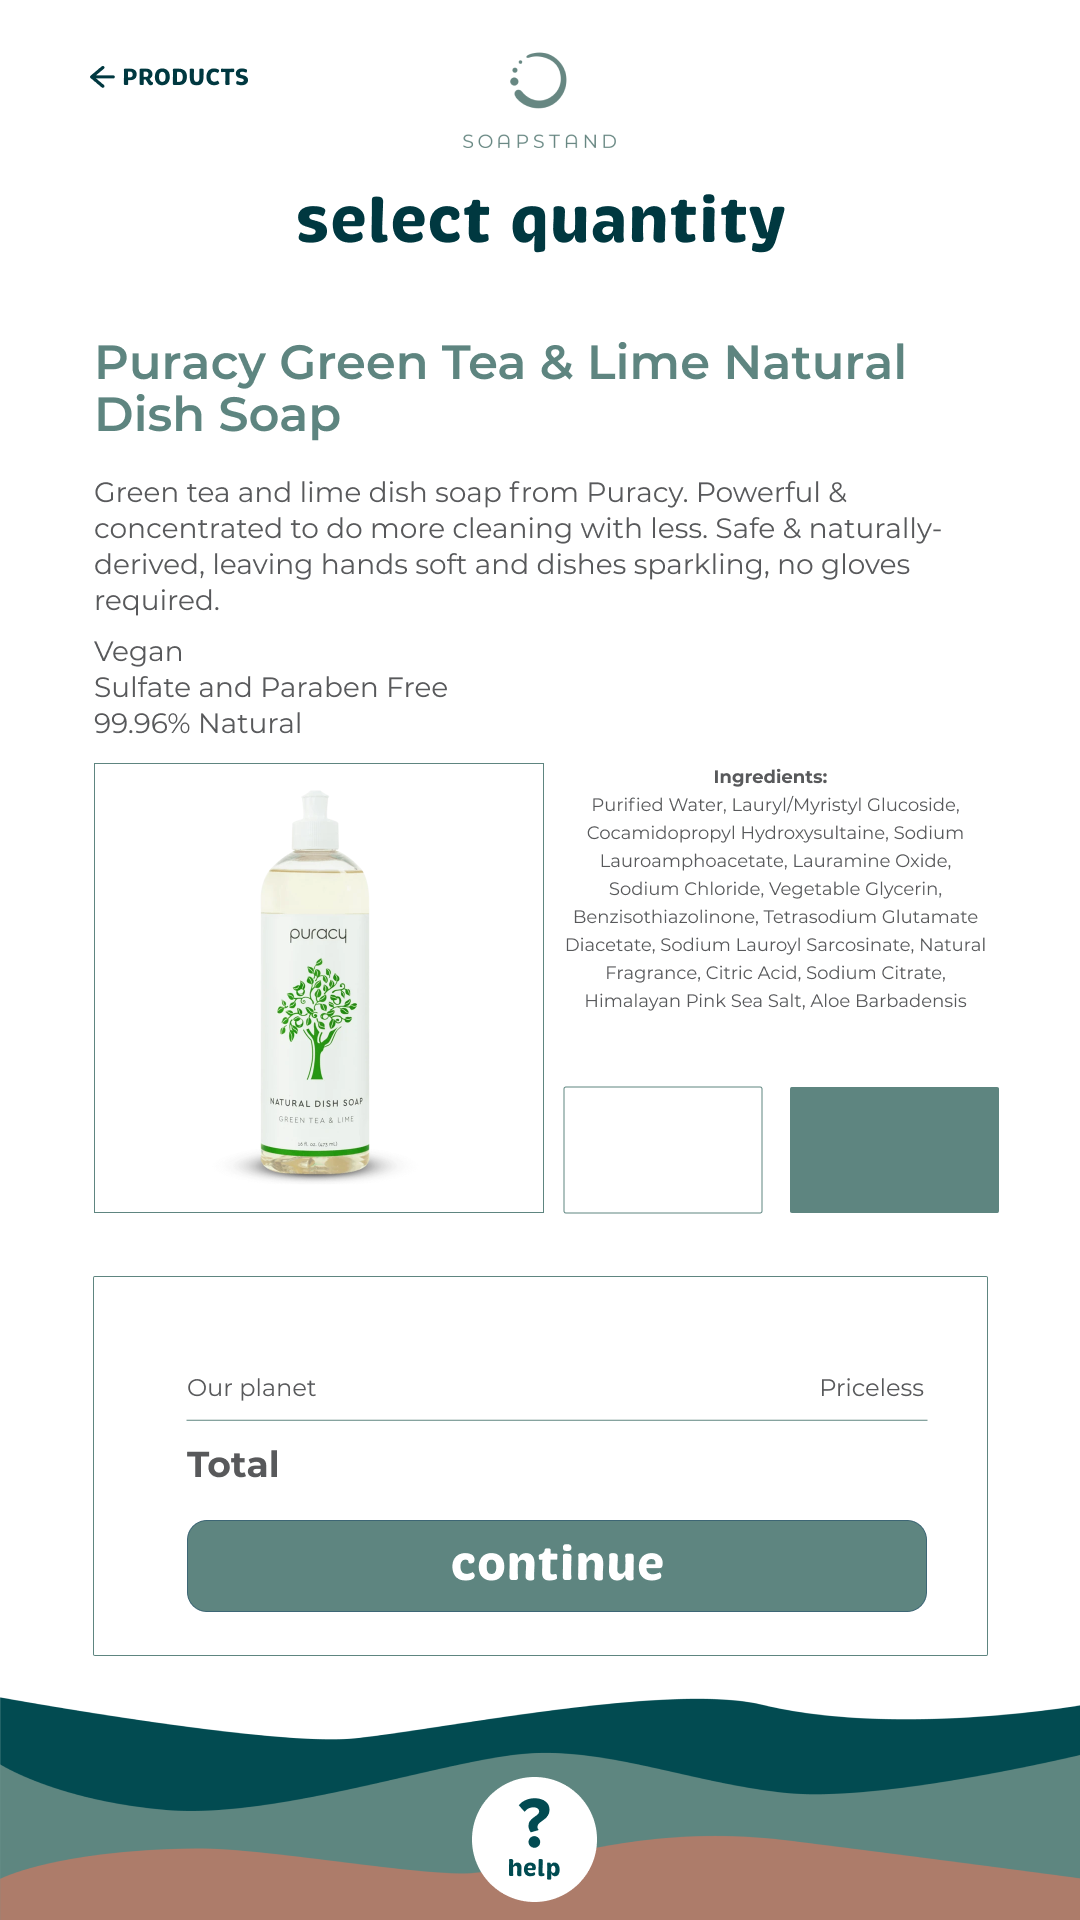 ← PRODUCTS
SOAPSTAND
select quantity
Puracy Green Tea & Lime Natural
Dish Soap
Green tea and lime dish soap from Puracy. Powerful &
concentrated to do more cleaning with less. Safe & naturally-
derived, leaving hands soft and dishes sparkling, no gloves
required.
Vegan
Sulfate and Paraben Free
99.96% Natural
puracy
NATURAL DISH SOAP
GREEN TEA & LIME
16 fl. oz. (473 mL)
Ingredients:
Purified Water, Lauryl/Myristyl Glucoside,
Cocamidopropyl Hydroxysultaine, Sodium
Lauroamphoacetate, Lauramine Oxide,
Sodium Chloride, Vegetable Glycerin,
Benzisothiazolinone, Tetrasodium Glutamate
Diacetate, Sodium Lauroyl Sarcosinate, Natural
Fragrance, Citric Acid, Sodium Citrate,
Himalayan Pink Sea Salt, Aloe Barbadensis
Our planet Priceless
Total
continue
?
help